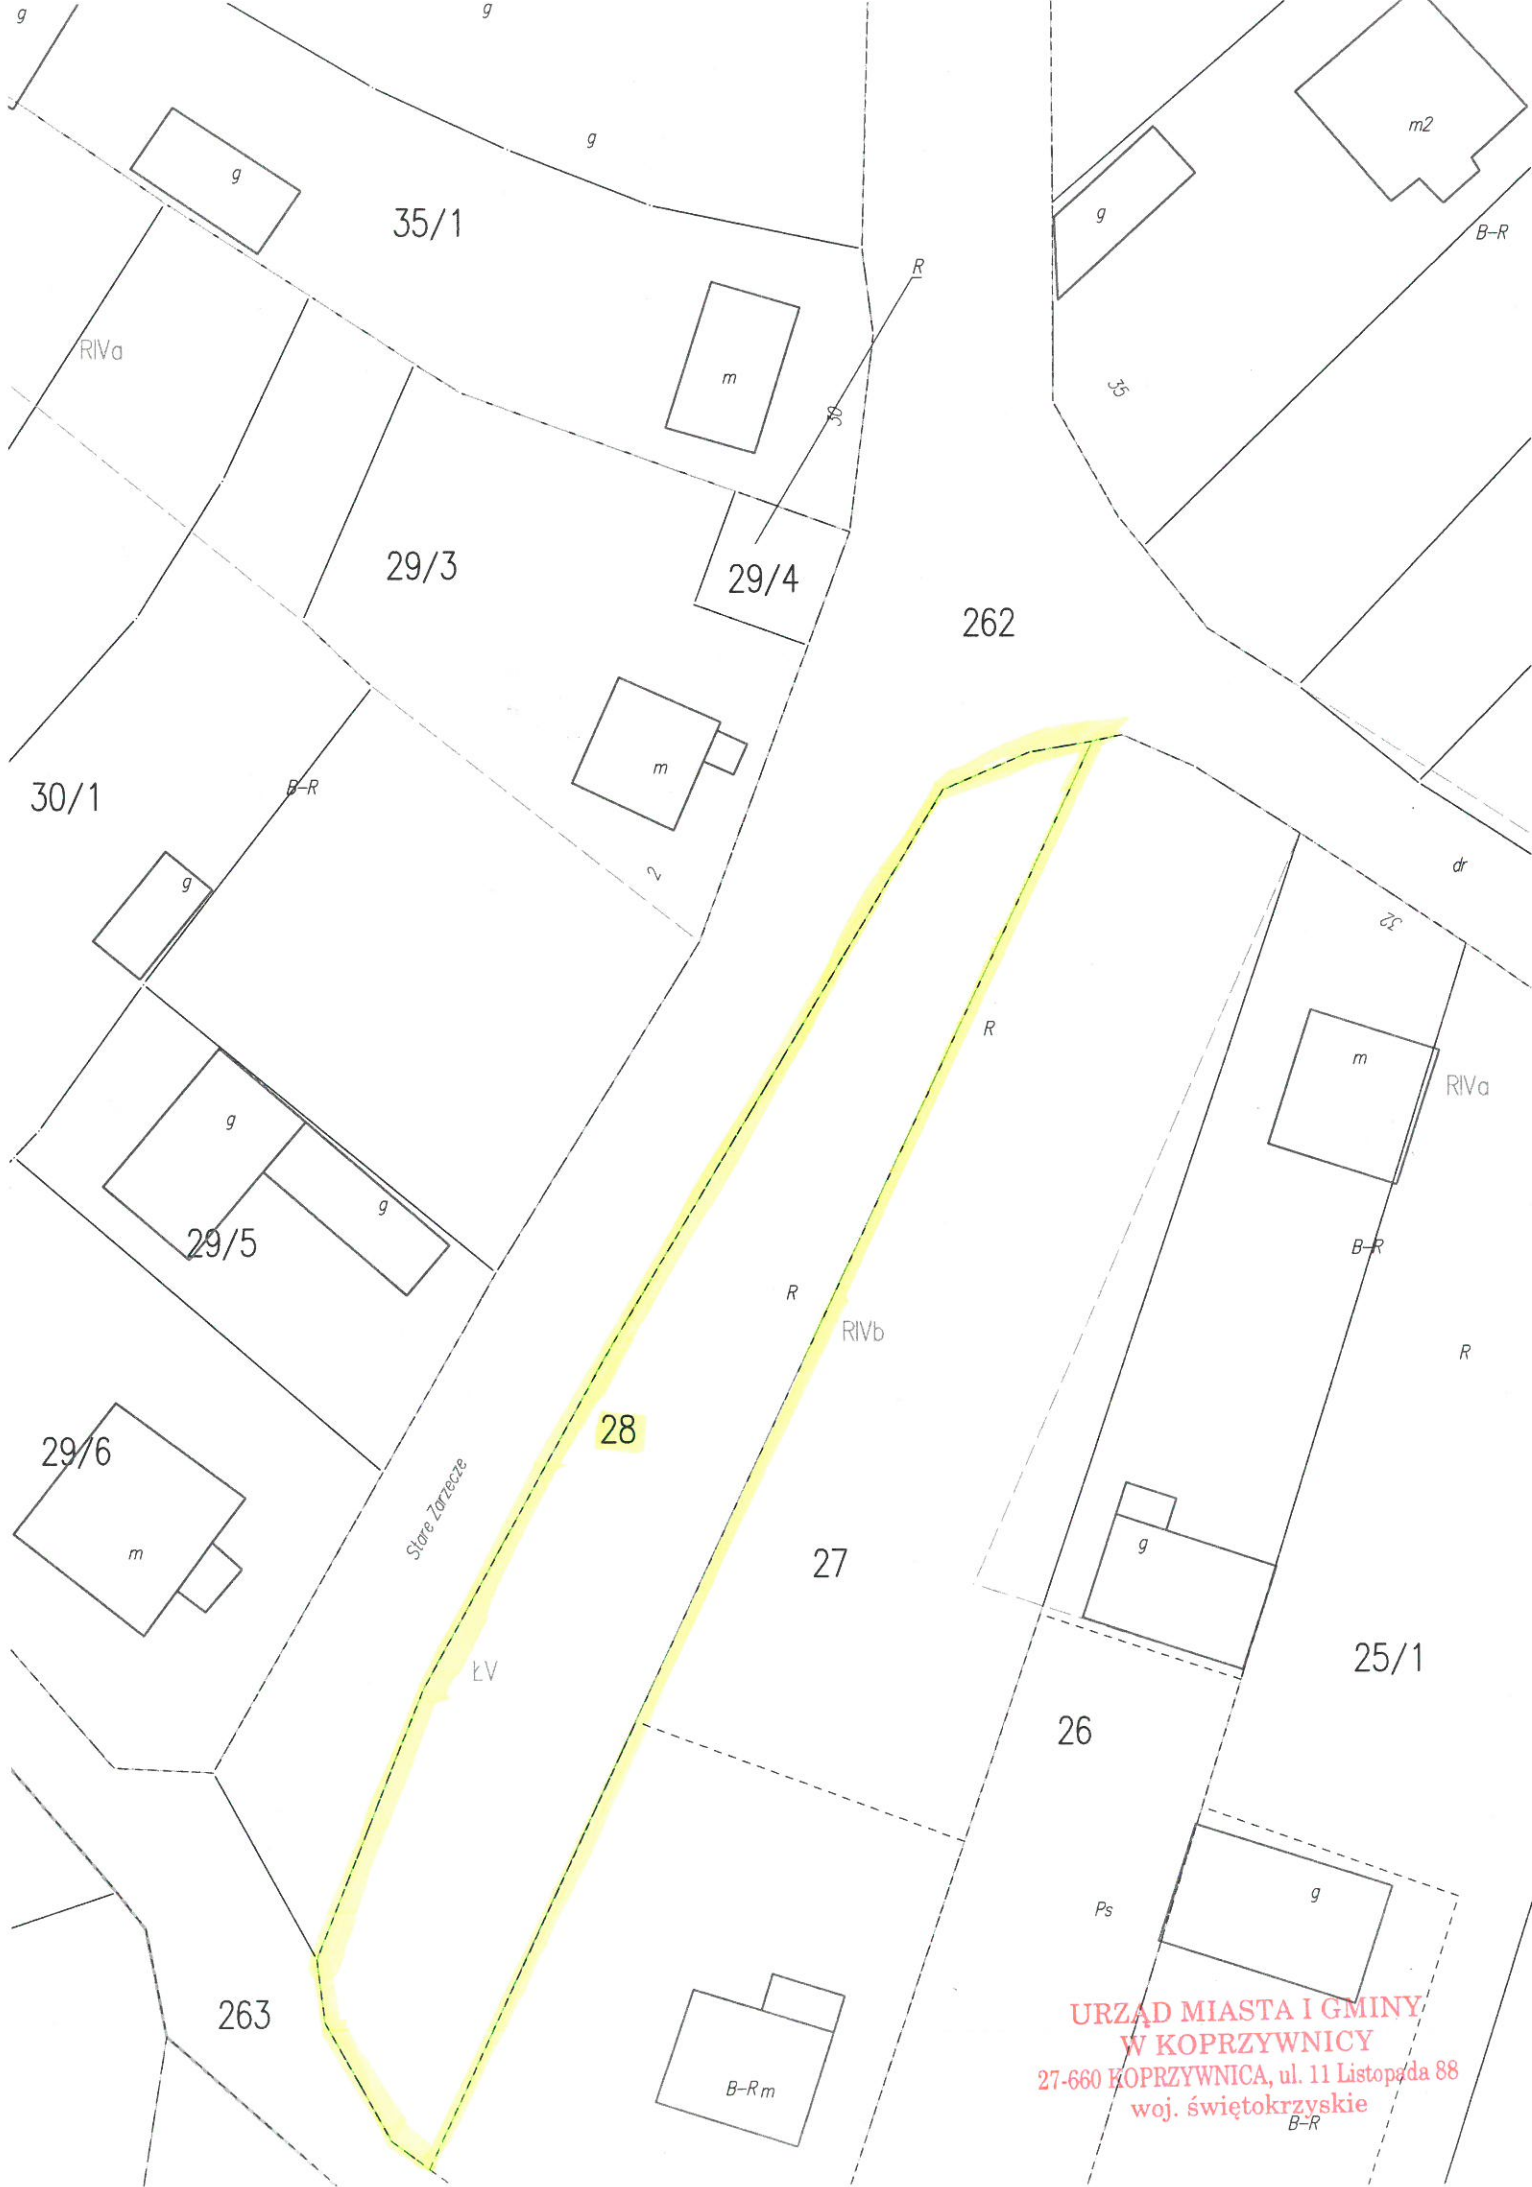 g
g
g
m2
g
35/1
g
B-R
R
RIVa
m
35
50
29/3
29/4
262
m
30/1
B-R
g
2
dr
32
R
m
RIVa
g
g
29/5
B-R
R
RIVb
R
28
29/6
Stare Zarzecze
m
g
27
25/1
ŁV
26
g
Ps
263
URZĄD MIASTA I GMINY
W KOPRZYWNICY
27-660 KOPRZYWNICA, ul. 11 Listopada 88
woj. świętokrzyskie
B-Rm
B-R